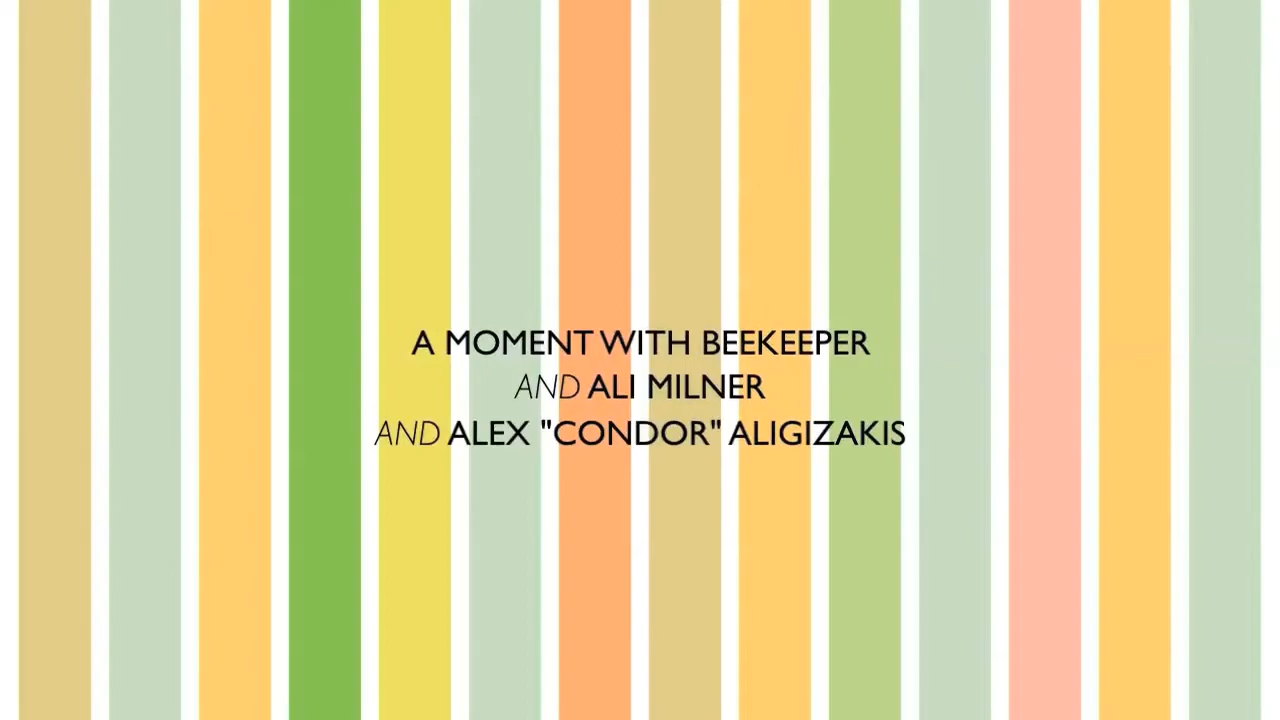 A MOMENT WITH BEEKEEPER
AND ALI MILNER
AND ALEX "CONDOR" ALIGIZAKIS